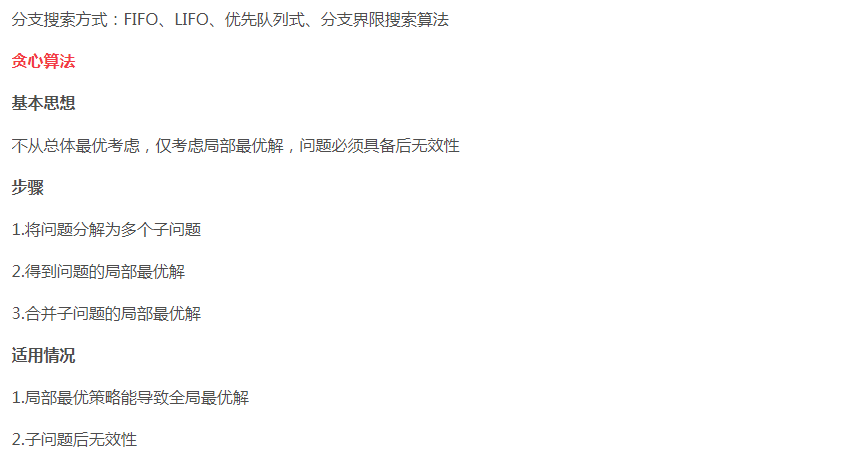 分支搜索方式：FIFO、LIFO、优先队列式、分支界限搜索算法
贪心算法
基本思想
不从总体最优考虑，仅考虑局部最优解，问题必须具备后无效性
步骤
1.将问题分解为多个子问题
2.得到问题的局部最优解
3.合并子问题的局部最优解
适用情况
1.局部最优策略能导致全局最优解
2.子问题后无效性